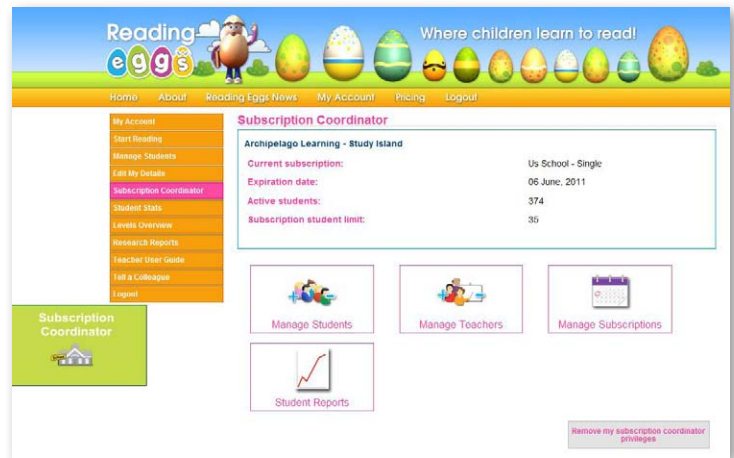 Reading
eggs
Where children learn to read!
Home About Reading Eggs News My Account Pricing Logout
My Account
Start Reading
Manage Students
Edit My Details
Subscription Coordinator
Student Stats
Levels Overview
Research Reports
Teacher User Guide
Tell a Colleague
Logout
Subscription
Coordinator
Subscription Coordinator
Archipelago Learning - Study Island
Current subscription: Us School - Single
Expiration date: 06 June, 2011
Active students: 374
Subscription student limit: 35
Manage Students
Manage Teachers
Manage Subscriptions
Student Reports
Remove my subscription coordinator
privileges